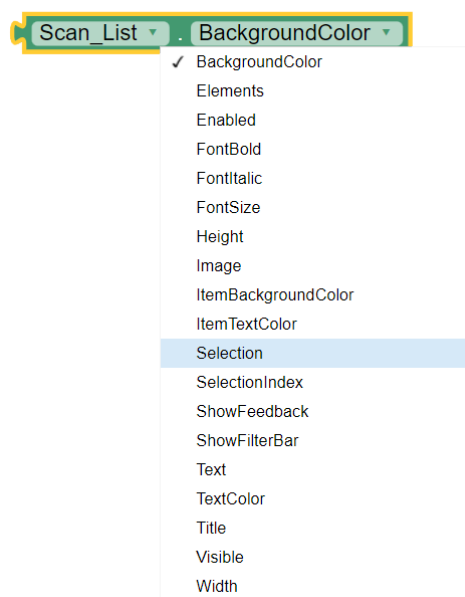 Scan_List . BackgroundColor
BackgroundColor
Elements
Enabled
FontBold
FontItalic
FontSize
Height
Image
ItemBackgroundColor
ItemTextColor
Selection
SelectionIndex
ShowFeedback
ShowFilterBar
Text
TextColor
Title
Visible
Width